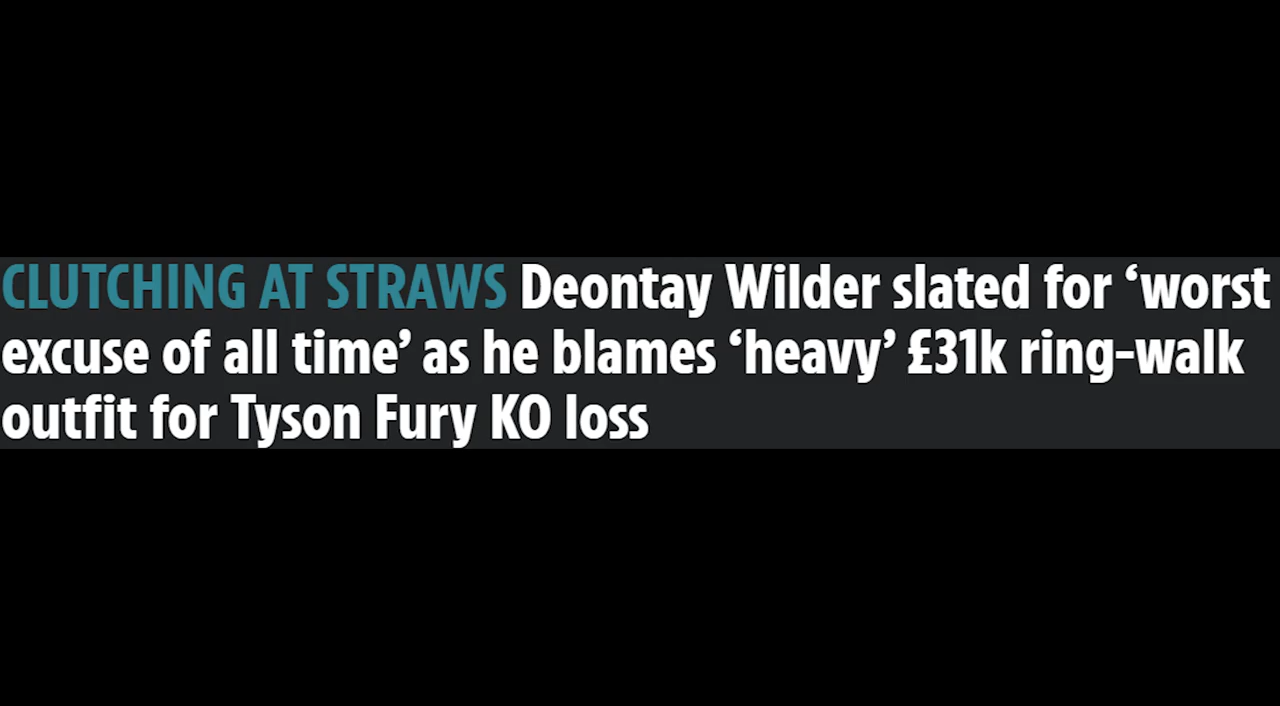 CLUTCHING AT STRAWS Deontay Wilder slated for ‘worst
excuse of all time’ as he blames ‘heavy’ £31k ring-walk
outfit for Tyson Fury KO loss